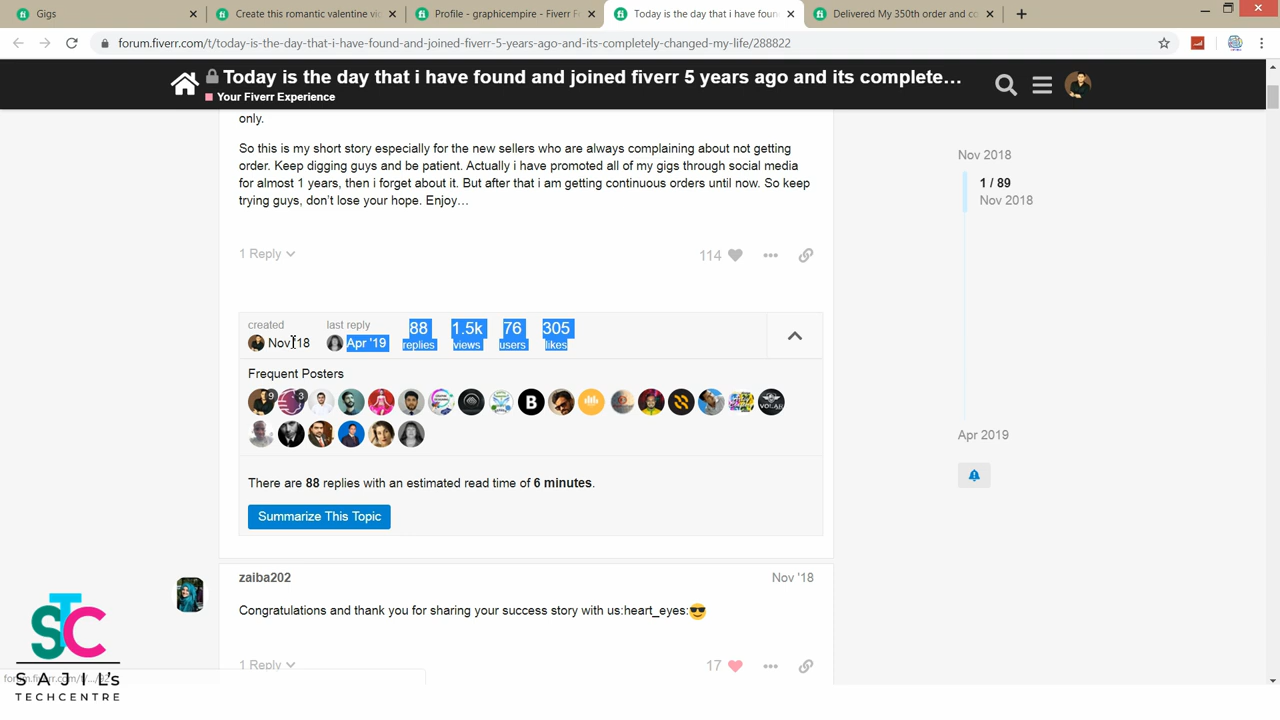 Gigs
Create this romantic valentine vi
Profile - graphicempire - Fiverr F
Today is the day that i have foun
Delivered My 350th order and co
forum.fiverr.com/t/today-is-the-day-that-i-have-found-and-joined-fiverr-5-years-ago-and-its-completely-changed-my-life/288822
Today is the day that i have found and joined fiverr 5 years ago and its complete...
Your Fiverr Experience
only.
So this is my short story especially for the new sellers who are always complaining about not getting
order. Keep digging guys and be patient. Actually i have promoted all of my gigs through social media
for almost 1 years, then i forget about it. But after that i am getting continuous orders until now. So keep
trying guys, don't lose your hope. Enjoy…
1 Reply
114
Nov 2018
1 / 89
Nov 2018
Apr 2019
created
Nov '18
last reply
Apr '19
88
replies
1.5k
views
76
users
305
likes
Frequent Posters
9
3
B
VOLAR
There are 88 replies with an estimated read time of 6 minutes.
Summarize This Topic
zaiba202
Nov '18
Congratulations and thank you for sharing your success story with us:heart_eyes:
1 Reply
17
STC
SAJIL's
TECHCENTRE